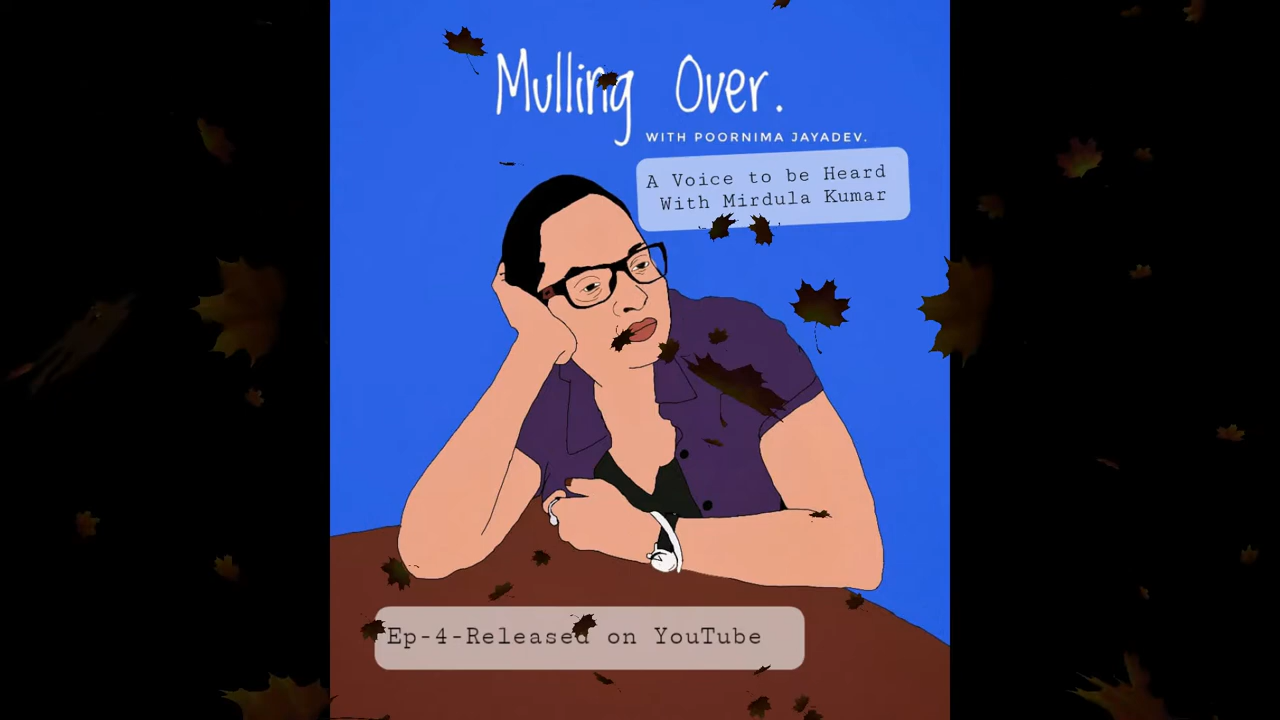 Mulling Over.
WITH POORNIMA JAYADEV.
A Voice to be Heard
With Mirdula Kumar
Ep-4-Released on YouTube